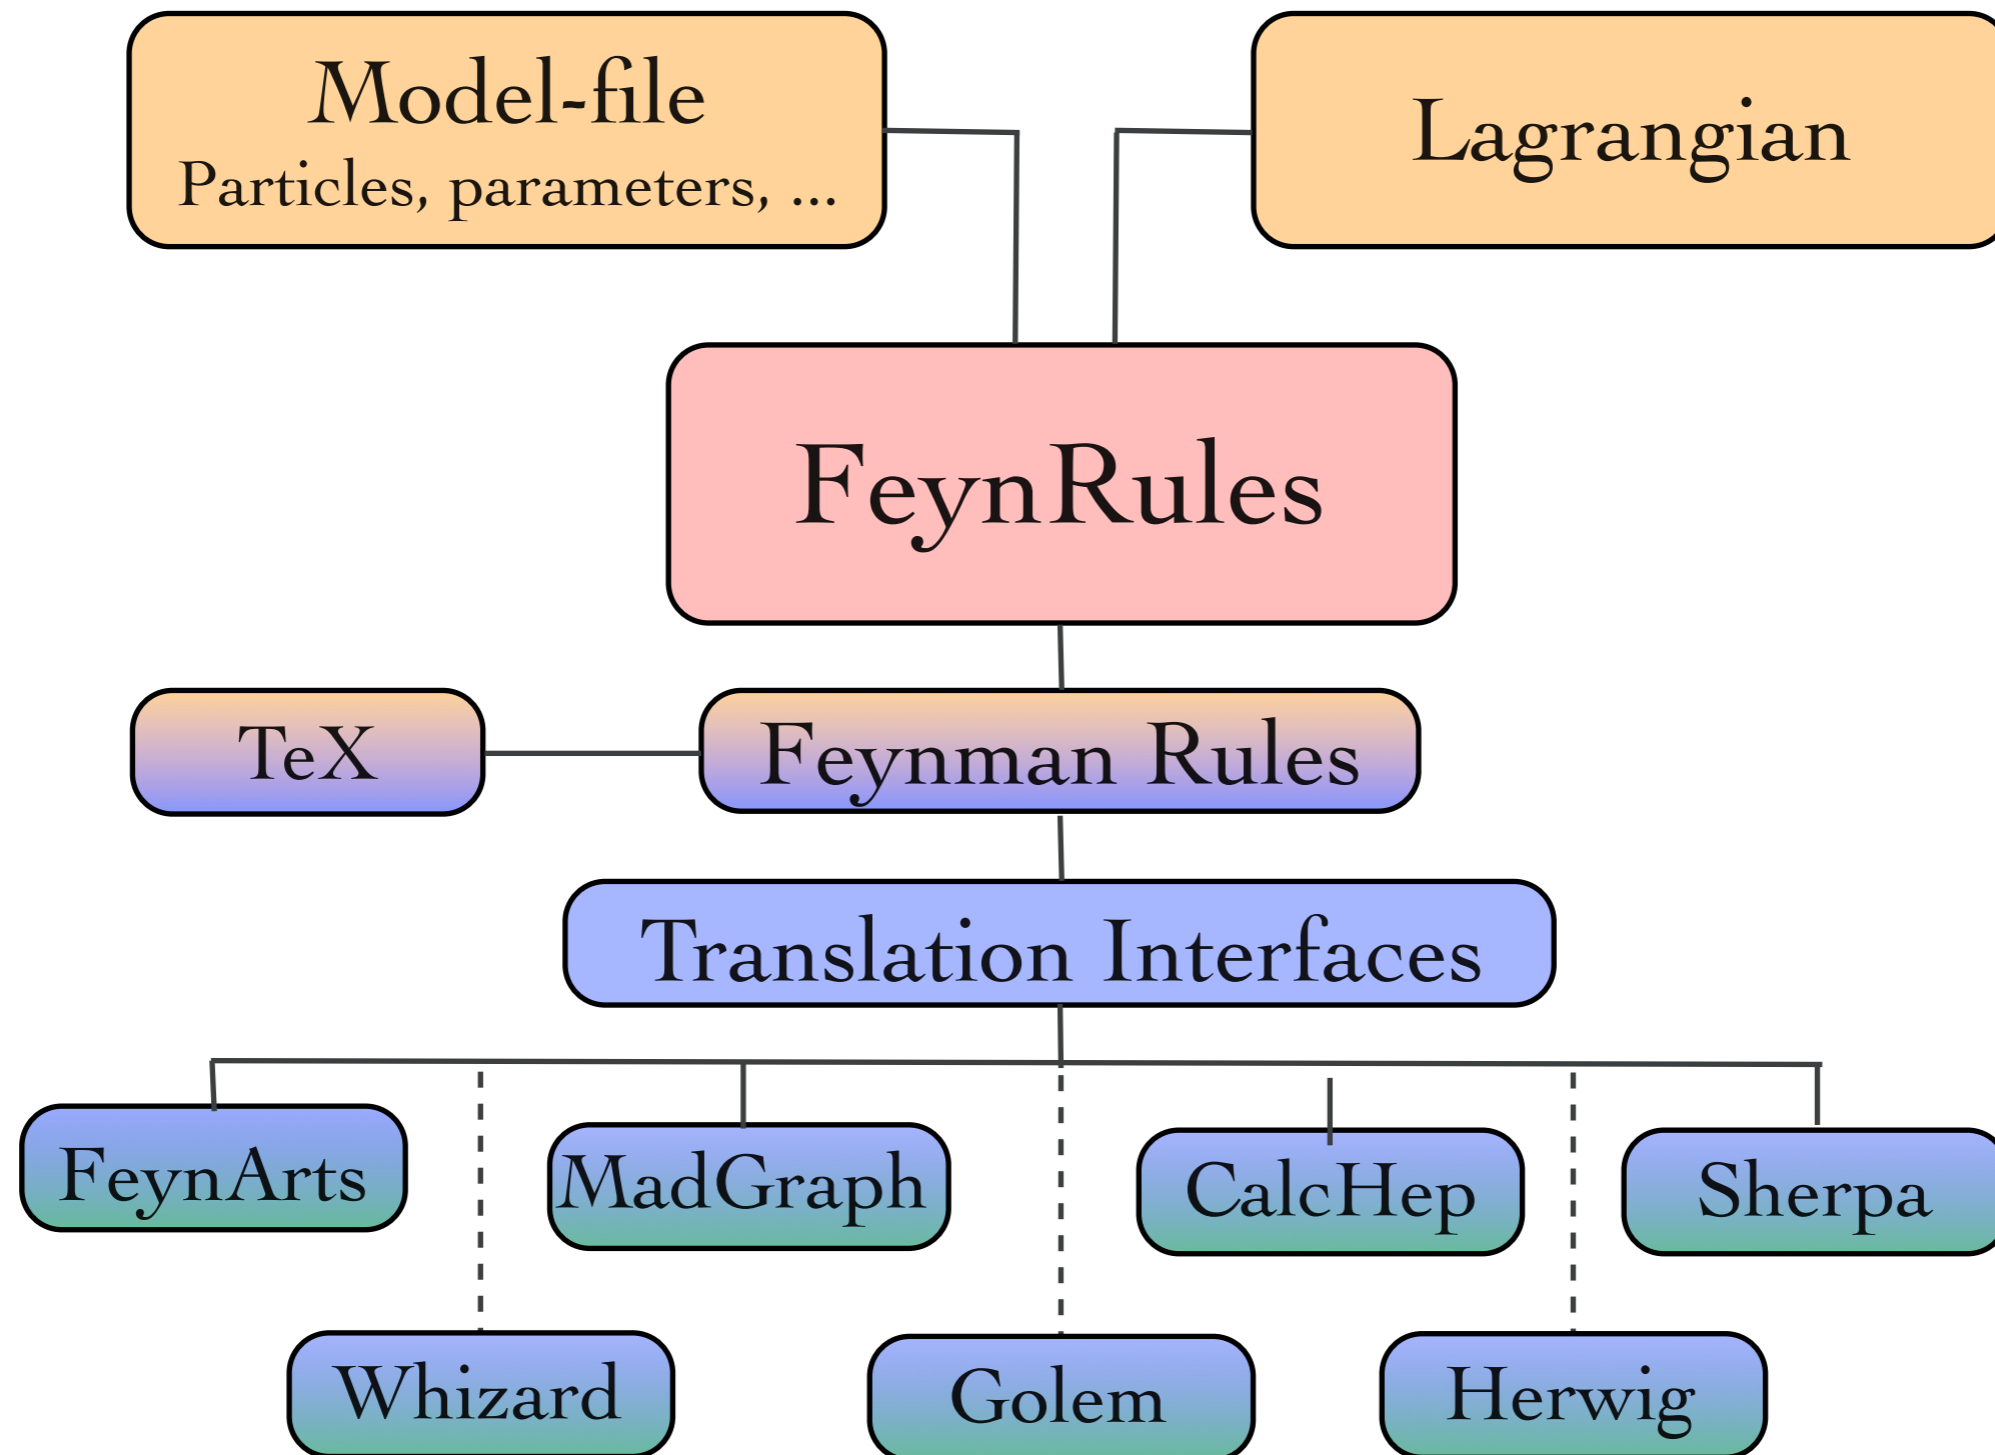 Model-file
Particles, parameters, ...
Lagrangian
FeynRules
TeX
Feynman Rules
Translation Interfaces
FeynArts
MadGraph
CalcHep
Sherpa
Whizard
Golem
Herwig